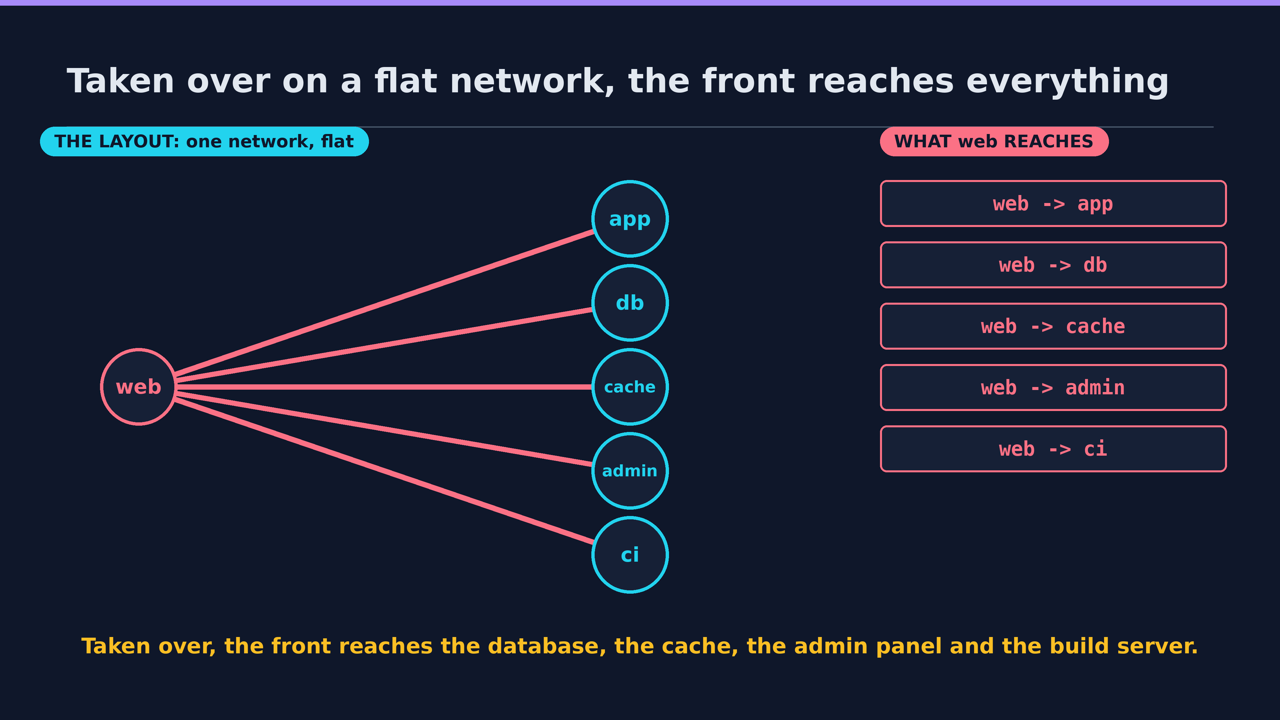 Taken over on a flat network, the front reaches everything
THE LAYOUT: one network, flat
WHAT web REACHES
web
app
db
cache
admin
ci
web -> app
web -> db
web -> cache
web -> admin
web -> ci
Taken over, the front reaches the database, the cache, the admin panel and the build server.